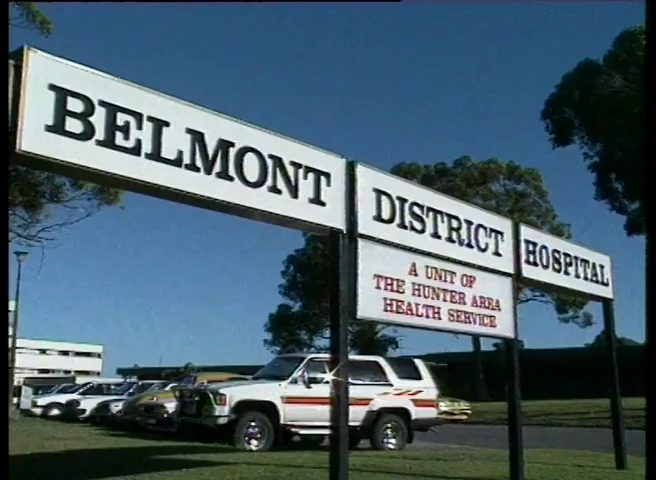 BELMONT DISTRICT HOSPITAL
A UNIT OF
THE HUNTER AREA
HEALTH SERVICE